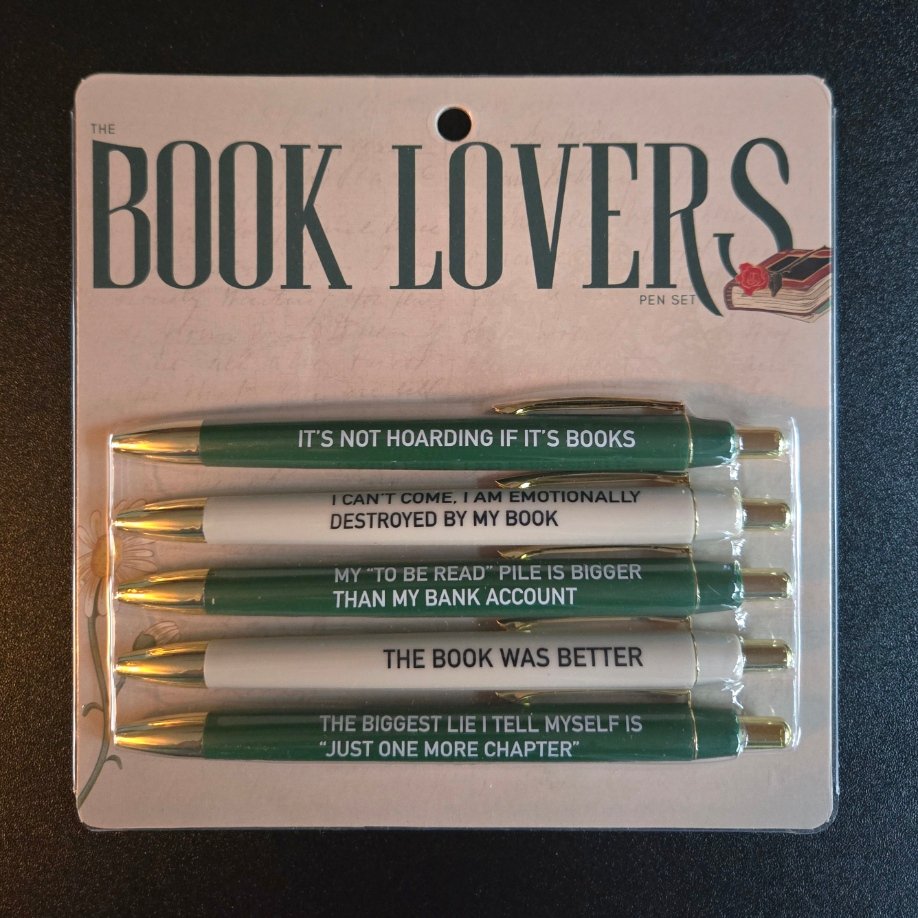 THE
BOOK LOVERS
PEN SET
IT'S NOT HOARDING IF IT'S BOOKS
I CAN'T COME, I AM EMOTIONALLY
DESTROYED BY MY BOOK
MY “TO BE READ” PILE IS BIGGER
THAN MY BANK ACCOUNT
THE BOOK WAS BETTER
THE BIGGEST LIE I TELL MYSELF IS
“JUST ONE MORE CHAPTER”